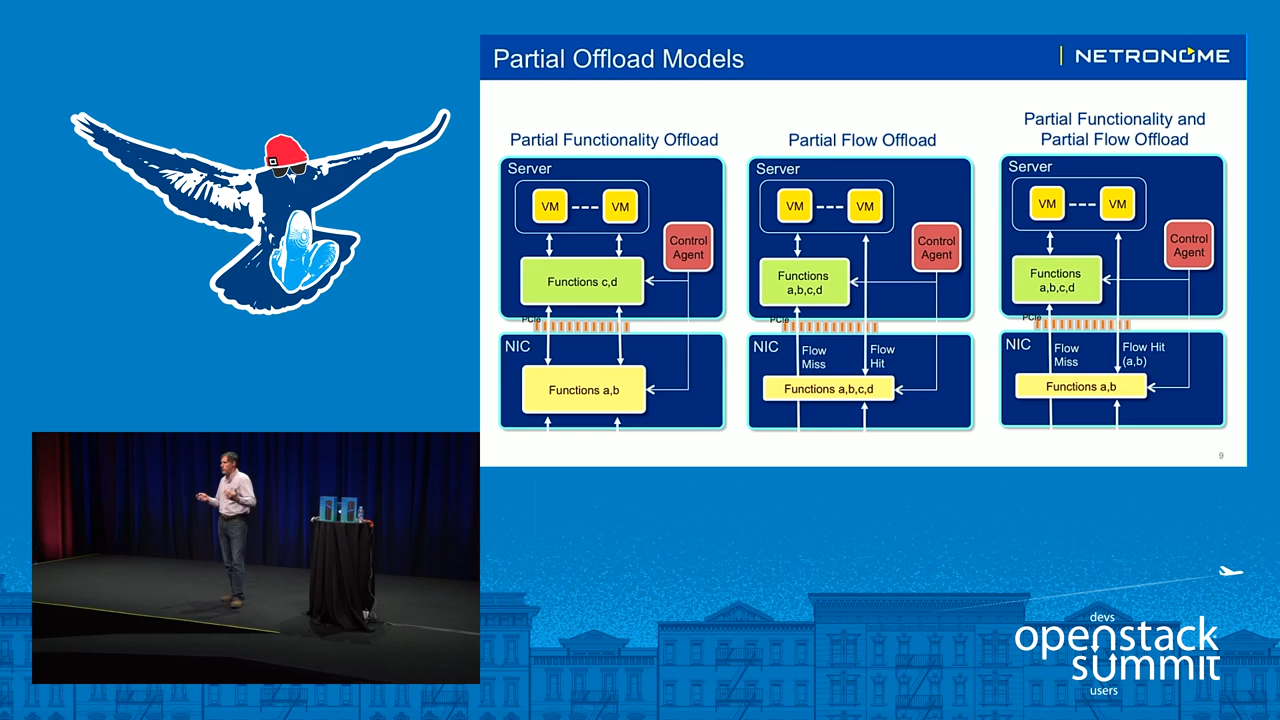 Partial Offload Models
NETRONOME
Partial Functionality Offload
Server
VM
VM
Control
Agent
Functions c,d
PCIe
NIC
Functions a,b
Partial Flow Offload
Server
VM
VM
Control
Agent
Functions
a,b,c,d
PCIe
NIC
Flow
Miss
Flow
Hit
Functions a,b,c,d
Partial Functionality and
Partial Flow Offload
Server
VM
VM
Control
Agent
Functions
a,b,c,d
PCIe
NIC
Flow
Miss
Flow Hit
(a,b)
Functions a,b
9
devs
openstack
summit
users